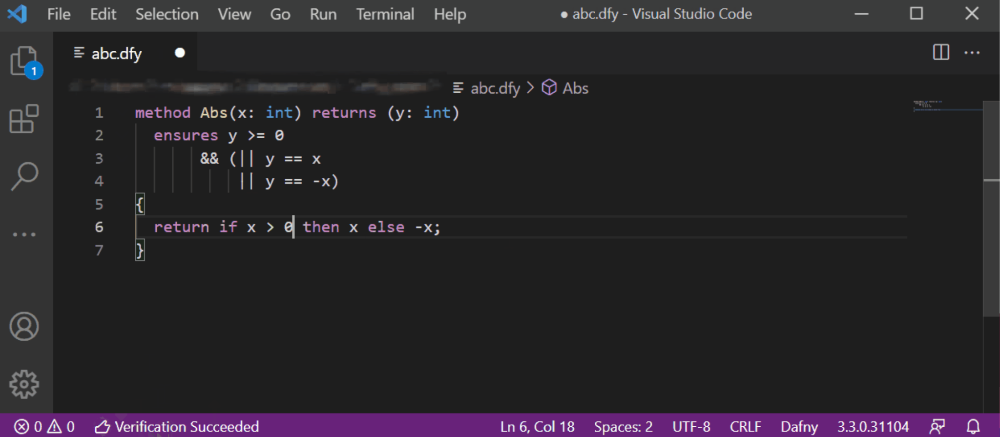 File Edit Selection View Go Run Terminal Help ● abc.dfy - Visual Studio Code
abc.dfy
1
abc.dfy > Abs
1 method Abs(x: int) returns (y: int)
2 ensures y >= 0
3 && (|| y == x
4 || y == -x)
5 {
6 return if x > 0 then x else -x;
7 }
0 0 Verification Succeeded Ln 6, Col 18 Spaces: 2 UTF-8 CRLF Dafny 3.3.0.31104